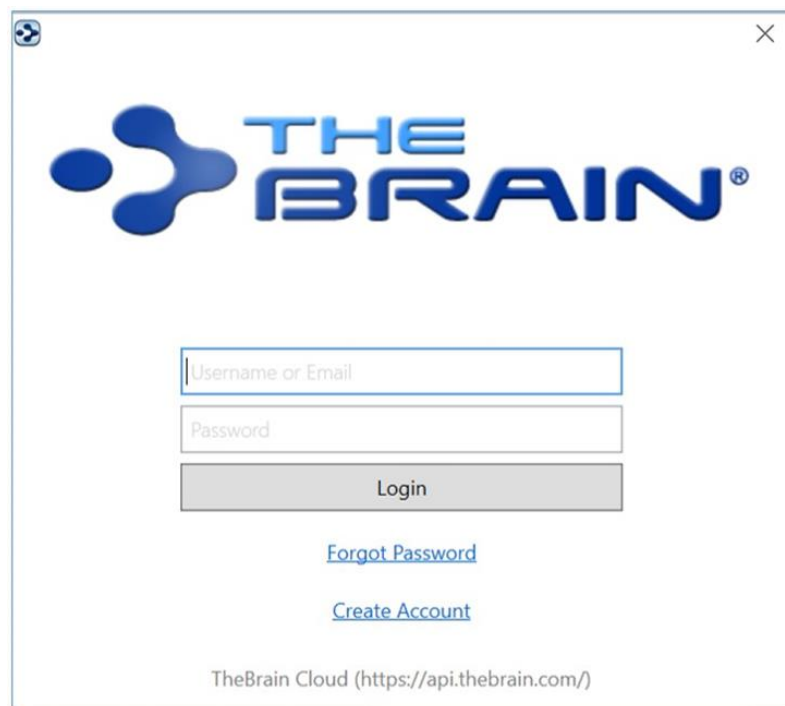 THE
BRAIN®
Username or Email
Password
Login
Forgot Password
Create Account
TheBrain Cloud (https://api.thebrain.com/)